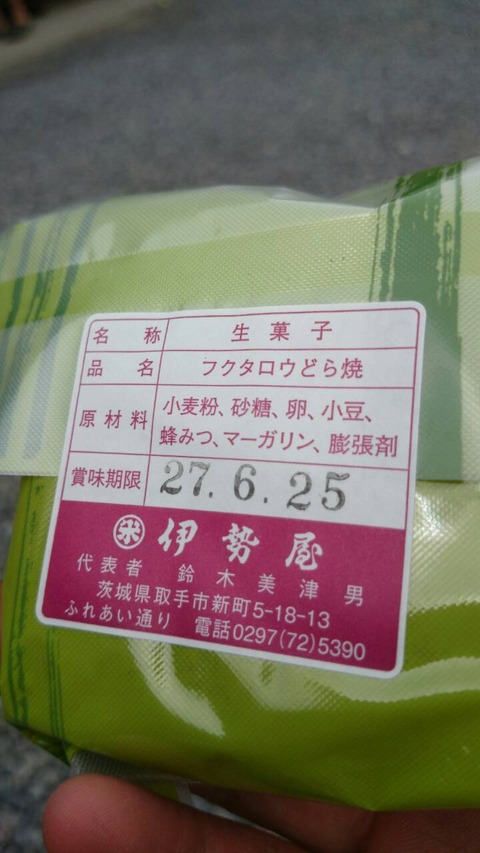 名称 生菓子
品名 フクタロウどら焼
原材料 小麦粉、砂糖、卵、小豆、
蜂みつ、マーガリン、膨張剤
賞味期限 27.6.25
米 伊勢屋
代表者 鈴木美津男
茨城県取手市新町5-18-13
ふれあい通り 電話0297(72)5390